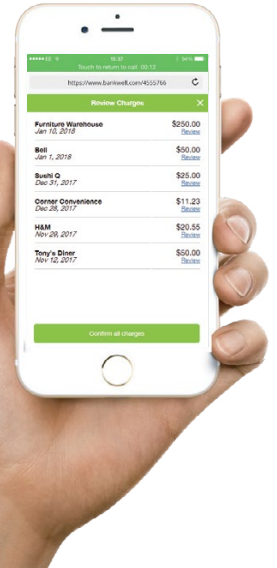 Touch to return to call 00:12
https://www.bankwell.com/4555766
Review Charges
Furniture Warehouse $250.00
Jan 10, 2018 Review
Bell $50.00
Jan 1, 2018 Review
Sushi Q $25.00
Dec 31, 2017 Review
Corner Convenience $11.23
Dec 28, 2017 Review
H&M $20.55
Nov 29, 2017 Review
Tony's Diner $50.00
Nov 12, 2017 Review
Confirm all charges